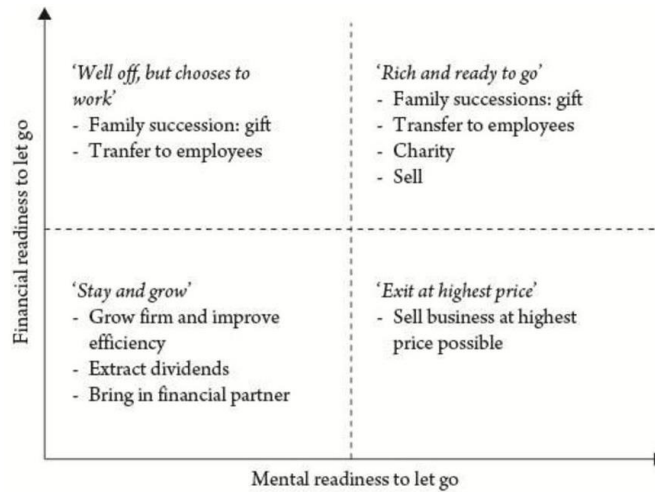 Financial readiness to let go
'Well off, but chooses to
work'
- Family succession: gift
- Tranfer to employees
'Rich and ready to go'
- Family successions: gift
- Transfer to employees
- Charity
- Sell
'Stay and grow'
- Grow firm and improve
efficiency
- Extract dividends
- Bring in financial partner
'Exit at highest price'
- Sell business at highest
price possible
Mental readiness to let go